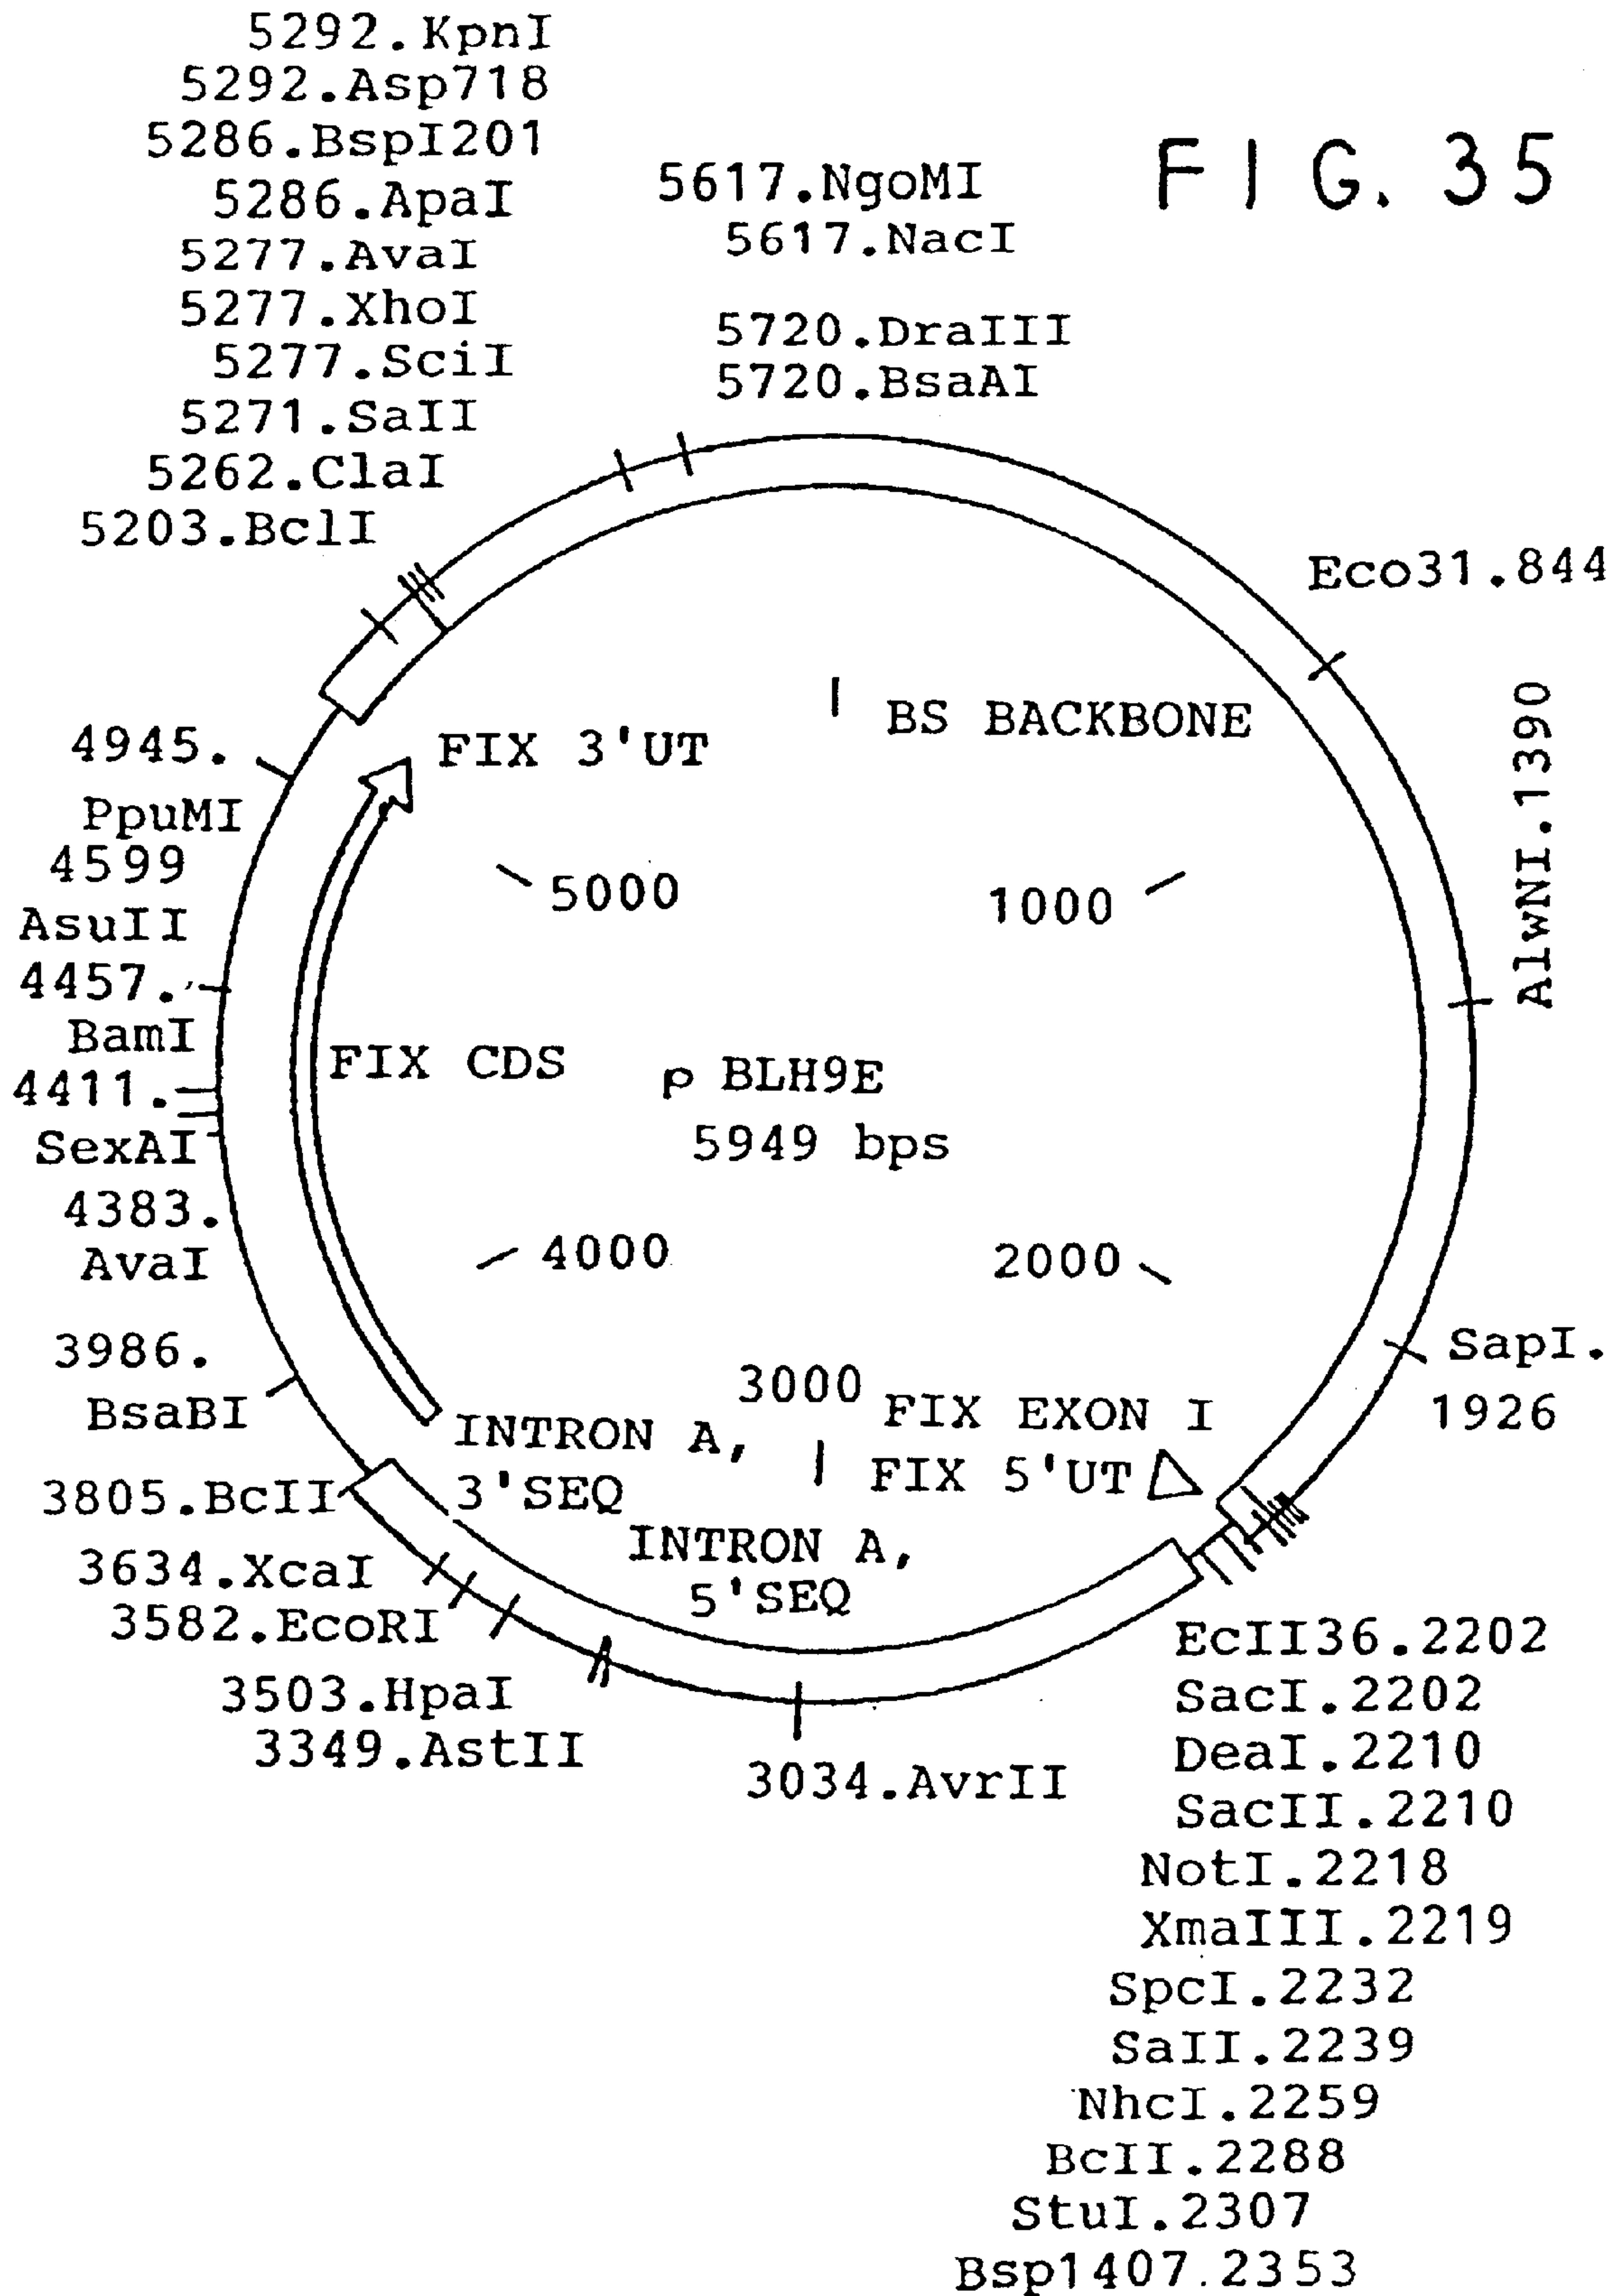 5292.KpnI
5292.Asp718
5286.BspI201
5286.ApaI
5277.AvaI
5277.XhoI
5277.SciI
5271.SaII
5262.ClaI
5203.BclI
5617.NgoMI
5617.NacI
5720.DraIII
5720.BsaAI
FIG. 35
Eco31.844
AlwNI.1390
SapI.
1926
4945.
PpuMI
4599
AsuII
4457.
BamI
4411.
SexAI
4383.
AvaI
3986.
BsaBI
3805.BcII
3634.XcaI
3582.EcoRI
3503.HpaI
3349.AstII
3034.AvrII
BS BACKBONE
FIX 3'UT
5000
1000
FIX CDS
p BLH9E
5949 bps
4000
2000
3000
FIX EXON I
FIX 5'UT
INTRON A,
3'SEQ
INTRON A,
5'SEQ
EcII36.2202
SacI.2202
DeaI.2210
SacII.2210
NotI.2218
XmaIII.2219
SpcI.2232
SaII.2239
NhcI.2259
BcII.2288
StuI.2307
Bsp1407.2353